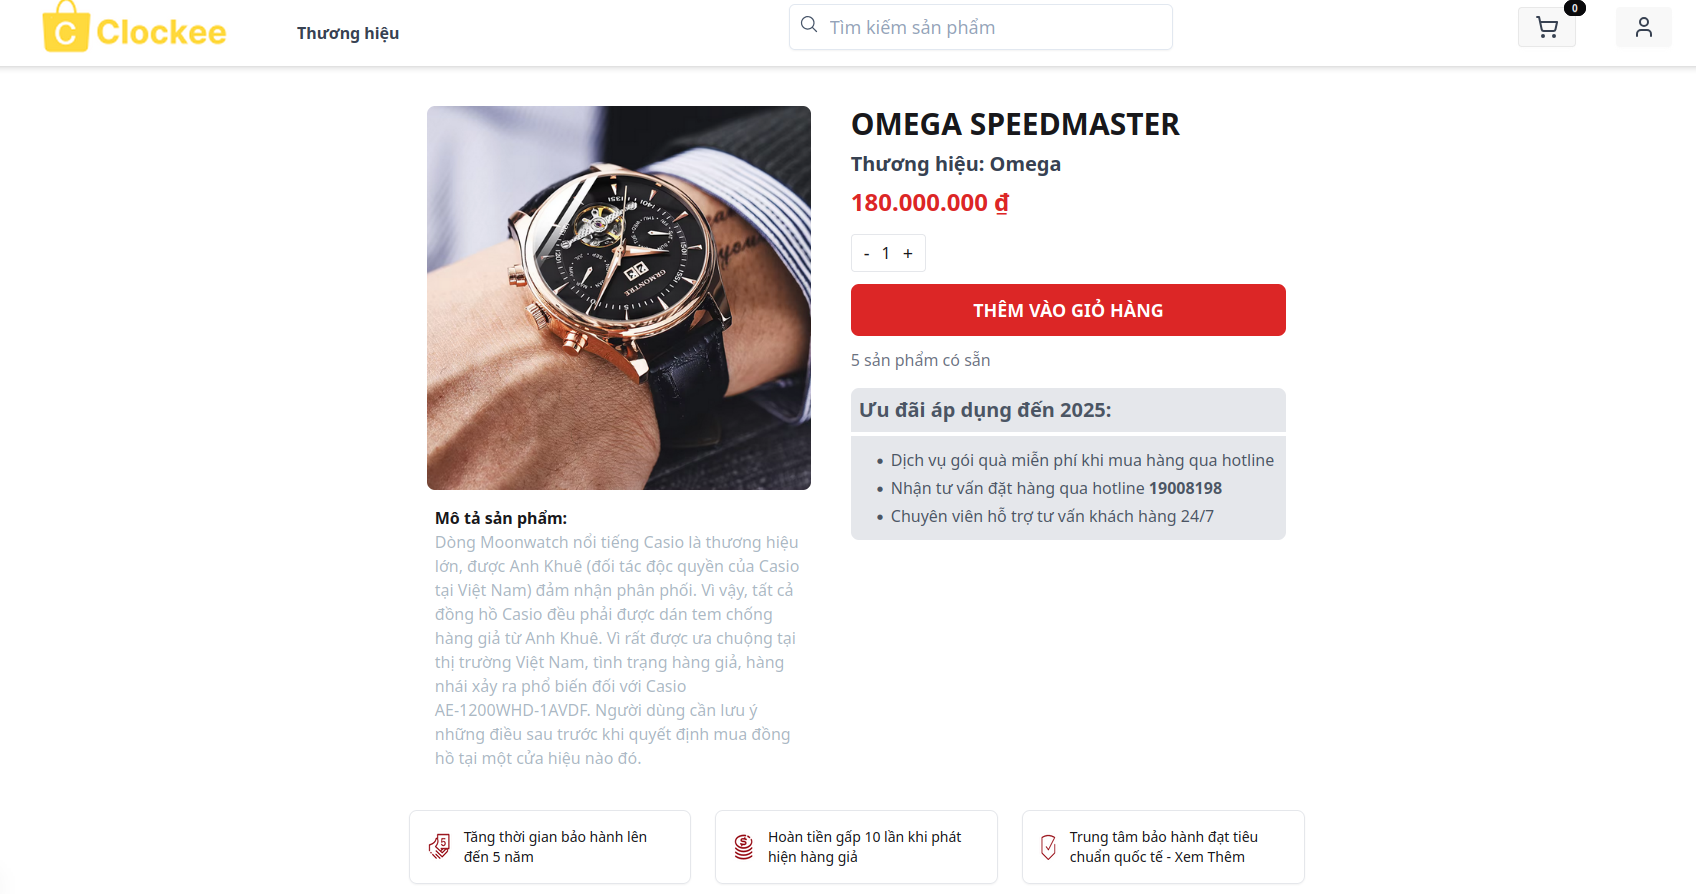 C Clockee
Thương hiệu
Tìm kiếm sản phẩm
0
OMEGA SPEEDMASTER
Thương hiệu: Omega
180.000.000 ₫
- 1 +
THÊM VÀO GIỎ HÀNG
5 sản phẩm có sẵn
Ưu đãi áp dụng đến 2025:
Dịch vụ gói quà miễn phí khi mua hàng qua hotline
Nhận tư vấn đặt hàng qua hotline 19008198
Chuyên viên hỗ trợ tư vấn khách hàng 24/7
ORMONTRE
Mô tả sản phẩm:
Dòng Moonwatch nổi tiếng Casio là thương hiệu
lớn, được Anh Khuê (đối tác độc quyền của Casio
tại Việt Nam) đảm nhận phân phối. Vì vậy, tất cả
đồng hồ Casio đều phải được dán tem chống
hàng giả từ Anh Khuê. Vì rất được ưa chuộng tại
thị trường Việt Nam, tình trạng hàng giả, hàng
nhái xảy ra phổ biến đối với Casio
AE-1200WHD-1AVDF. Người dùng cần lưu ý
những điều sau trước khi quyết định mua đồng
hồ tại một cửa hiệu nào đó.
5
Tăng thời gian bảo hành lên
đến 5 năm
$
Hoàn tiền gấp 10 lần khi phát
hiện hàng giả
Trung tâm bảo hành đạt tiêu
chuẩn quốc tế - Xem Thêm